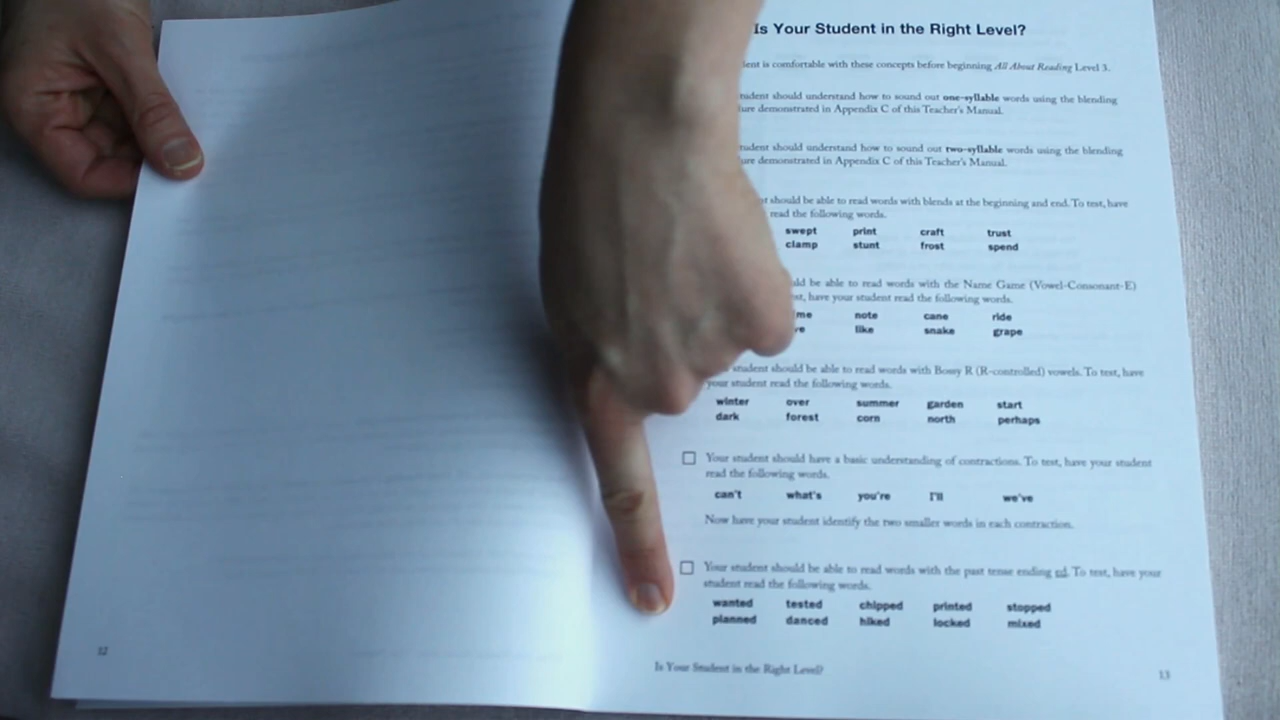 Is Your Student in the Right Level?
is comfortable with these concepts before beginning All About Reading Level 3.
should understand how to sound out one-syllable words using the blending
demonstrated in Appendix C of this Teacher's Manual.
should understand how to sound out two-syllable words using the blending
demonstrated in Appendix C of this Teacher's Manual.
should be able to read words with blends at the beginning and end. To test, have
read the following words.
swept print craft trust
clamp stunt frost spend
be able to read words with the Name Game (Vowel-Consonant-E)
have your student read the following words.
note cane ride
like snake grape
student should be able to read words with Bossy R (R-controlled) vowels. To test, have
your student read the following words.
winter over summer garden start
dark forest corn north perhaps
Your student should have a basic understanding of contractions. To test, have your student
read the following words.
can't what's you're I'll we've
Now have your student identify the two smaller words in each contraction.
Your student should be able to read words with the past tense ending ed. To test, have your
student read the following words.
wanted tested chipped printed stopped
planned danced hiked locked mixed
12
Is Your Student in the Right Level?
13